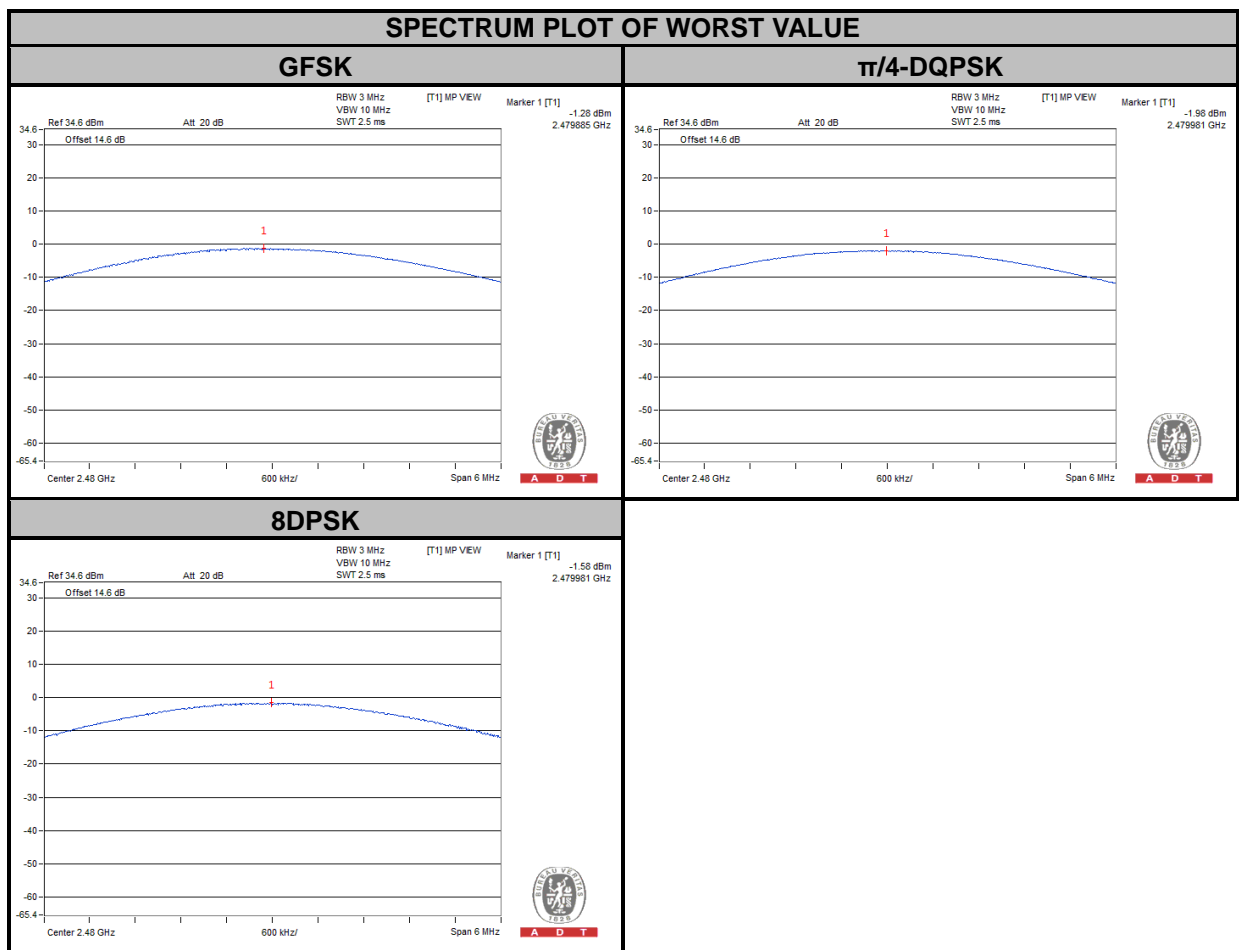 SPECTRUM PLOT OF WORST VALUE
GFSK
RBW 3 MHz [T1] MP VIEW Marker 1 [T1]
VBW 10 MHz -1.28 dBm
Ref 34.6 dBm Att 20 dB SWT 2.5 ms 2.479885 GHz
34.6
Offset 14.6 dB
30
20
10
1
0
-10
-20
-30
-40
-50
-60
-65.4
Center 2.48 GHz 600 kHz/ Span 6 MHz
BUREAU VERITAS
1828
A D T
π/4-DQPSK
RBW 3 MHz [T1] MP VIEW Marker 1 [T1]
VBW 10 MHz -1.98 dBm
Ref 34.6 dBm Att 20 dB SWT 2.5 ms 2.479981 GHz
34.6
Offset 14.6 dB
30
20
10
1
0
-10
-20
-30
-40
-50
-60
-65.4
Center 2.48 GHz 600 kHz/ Span 6 MHz
BUREAU VERITAS
1828
A D T
8DPSK
RBW 3 MHz [T1] MP VIEW Marker 1 [T1]
VBW 10 MHz -1.58 dBm
Ref 34.6 dBm Att 20 dB SWT 2.5 ms 2.479981 GHz
34.6
Offset 14.6 dB
30
20
10
1
0
-10
-20
-30
-40
-50
-60
-65.4
Center 2.48 GHz 600 kHz/ Span 6 MHz
BUREAU VERITAS
1828
A D T